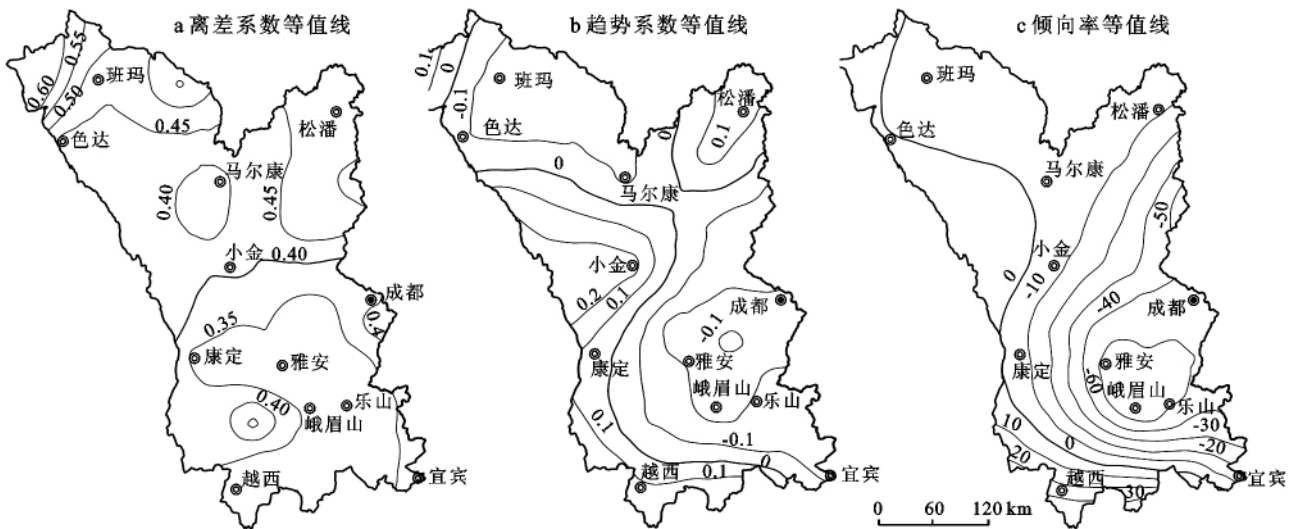 a 离差系数等值线
0.60
0.55
0.50
班玛
0.45
色达
松潘
马尔康
0.40
0.45
小金
0.40
成都
0.4
0.35
康定
雅安
0.40
峨眉山
乐山
越西
宜宾
b 趋势系数等值线
0.1
0
-0.1
班玛
松潘
0.1
色达
0
0
马尔康
小金
0.2
0.1
成都
-0.1
康定
雅安
峨眉山
乐山
0.1
-0.1
0
0.1
越西
宜宾
c 倾向率等值线
班玛
松潘
色达
马尔康
-50
小金
0
-10
-40
成都
康定
雅安
-60
峨眉山
乐山
10
-30
0
-20
20
越西
30
宜宾
0 60 120 km